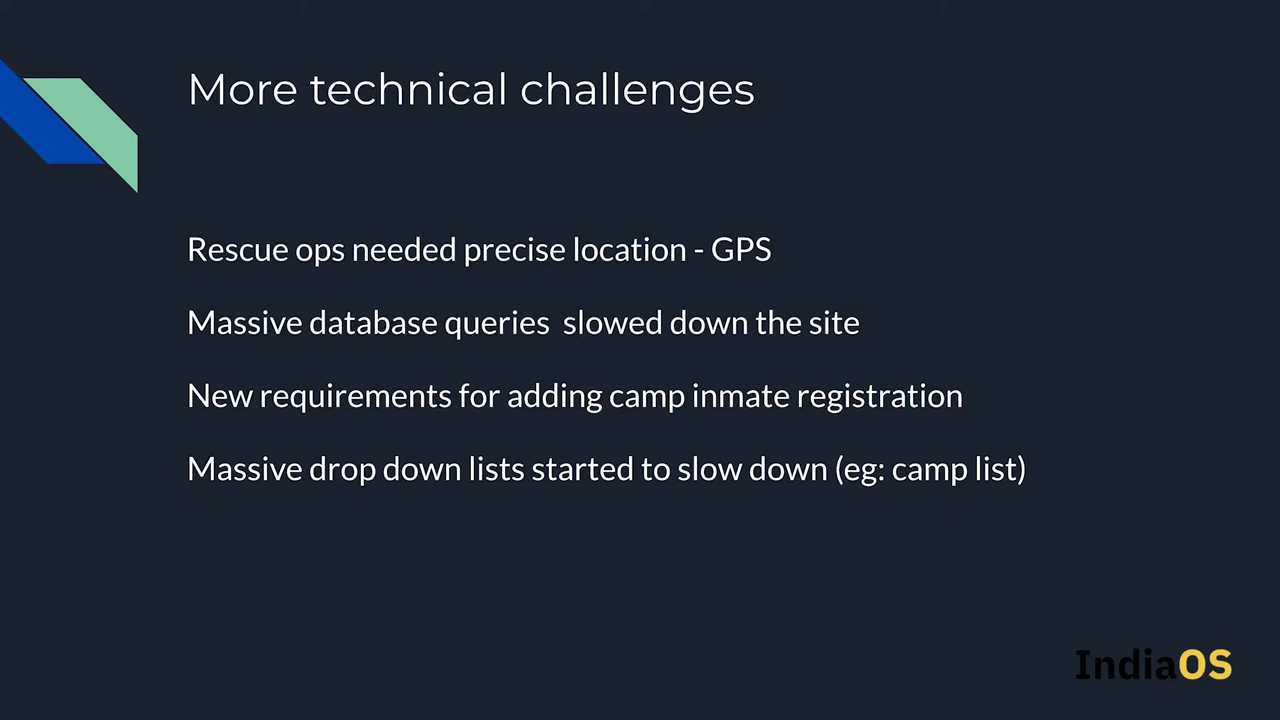 More technical challenges
Rescue ops needed precise location - GPS
Massive database queries  slowed down the site
New requirements for adding camp inmate registration
Massive drop down lists started to slow down (eg: camp list)
IndiaOS